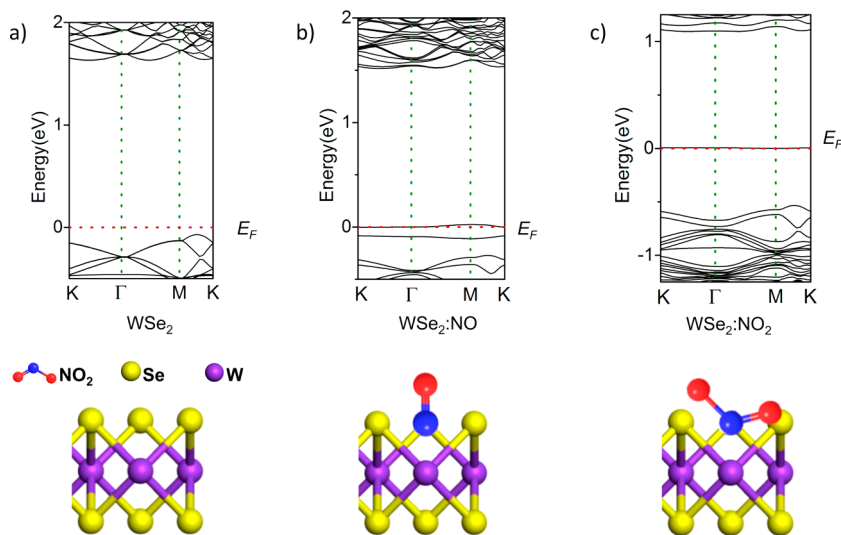 a)
2
Energy(eV)
1
0
E_F
K Γ M K
WSe₂
b)
2
Energy(eV)
1
0
E_F
K Γ M K
WSe₂:NO
c)
1
Energy(eV)
0
E_F
-1
K Γ M K
WSe₂:NO₂
NO₂ Se W